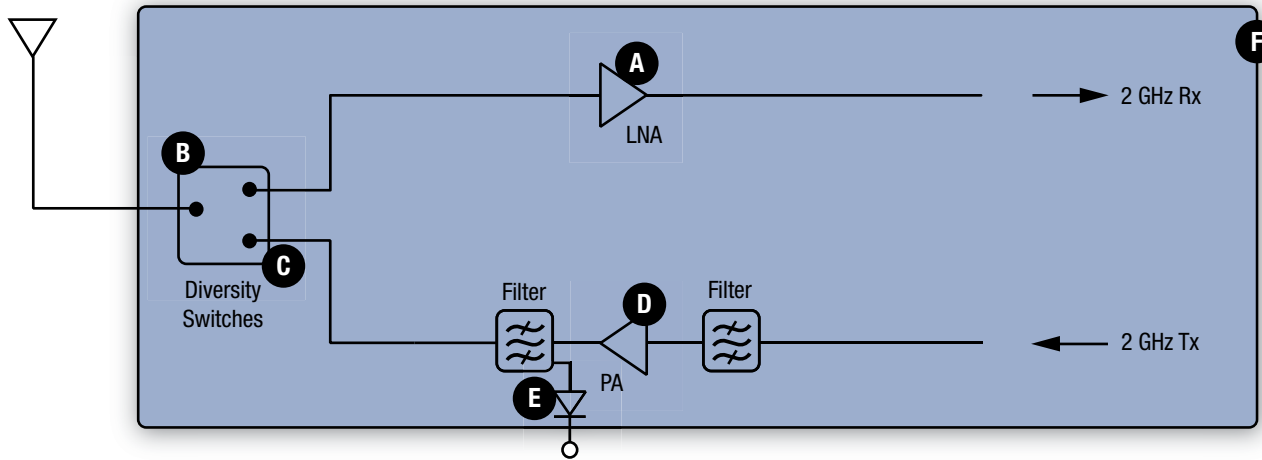 F
A
2 GHz Rx
LNA
B
C
Diversity
Switches
Filter
D
Filter
2 GHz Tx
PA
E